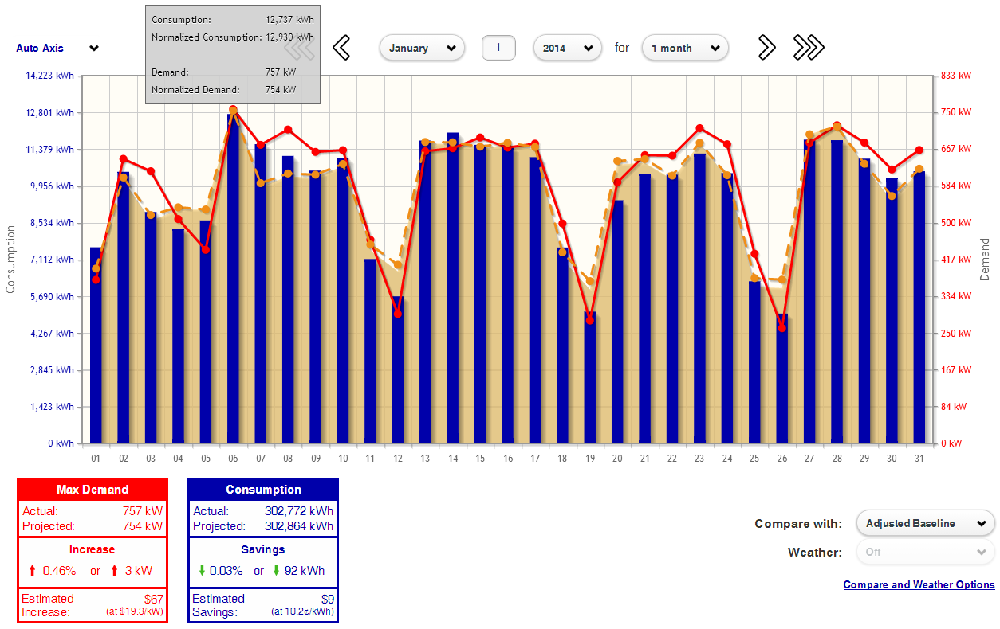 Consumption: 12,737 kWh
Normalized Consumption: 12,930 kWh
Demand: 757 kW
Normalized Demand: 754 kW
Auto Axis
January 1 2014 for 1 month
14,223 kWh 833 kW
12,801 kWh 750 kW
11,379 kWh 667 kW
9,956 kWh 584 kW
8,534 kWh 500 kW
7,112 kWh 417 kW
5,690 kWh 334 kW
4,267 kWh 250 kW
2,845 kWh 167 kW
1,423 kWh 84 kW
0 kWh 0 kW
Consumption
Demand
01 02 03 04 05 06 07 08 09 10 11 12 13 14 15 16 17 18 19 20 21 22 23 24 25 26 27 28 29 30 31
Max Demand
Actual: 757 kW
Projected: 754 kW
Increase
0.46% or 3 kW
Estimated $67
Increase: (at $19.3/kW)
Consumption
Actual: 302,772 kWh
Projected: 302,864 kWh
Savings
0.03% or 92 kWh
Estimated $9
Savings: (at 10.2¢/kWh)
Compare with: Adjusted Baseline
Weather: Off
Compare and Weather Options